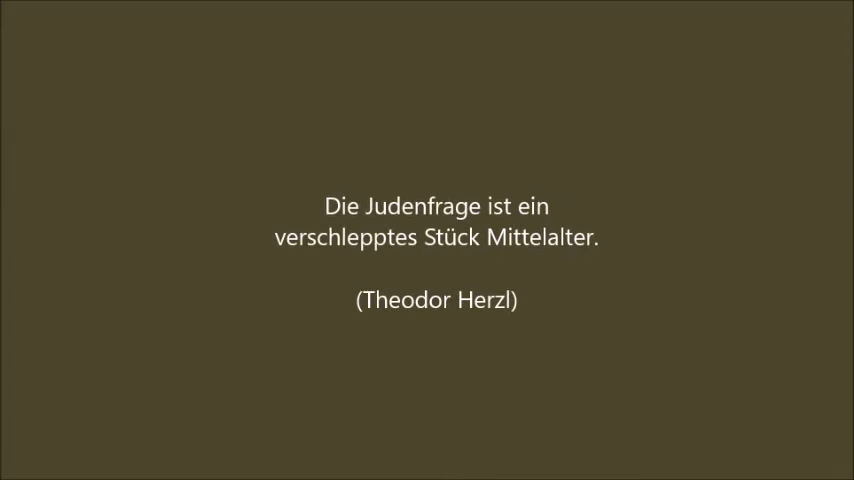 Die Judenfrage ist ein
verschlepptes Stück Mittelalter.
(Theodor Herzl)